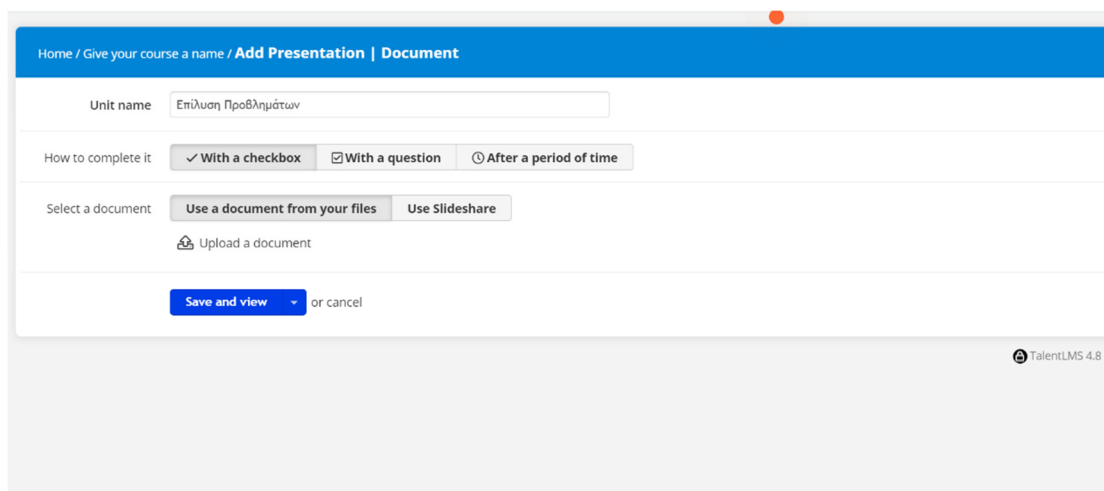 Home / Give your course a name / Add Presentation | Document
Unit name Επίλυση Προβλημάτων
How to complete it With a checkbox With a question After a period of time
Select a document Use a document from your files Use Slideshare
Upload a document
Save and view or cancel
TalentLMS 4.8